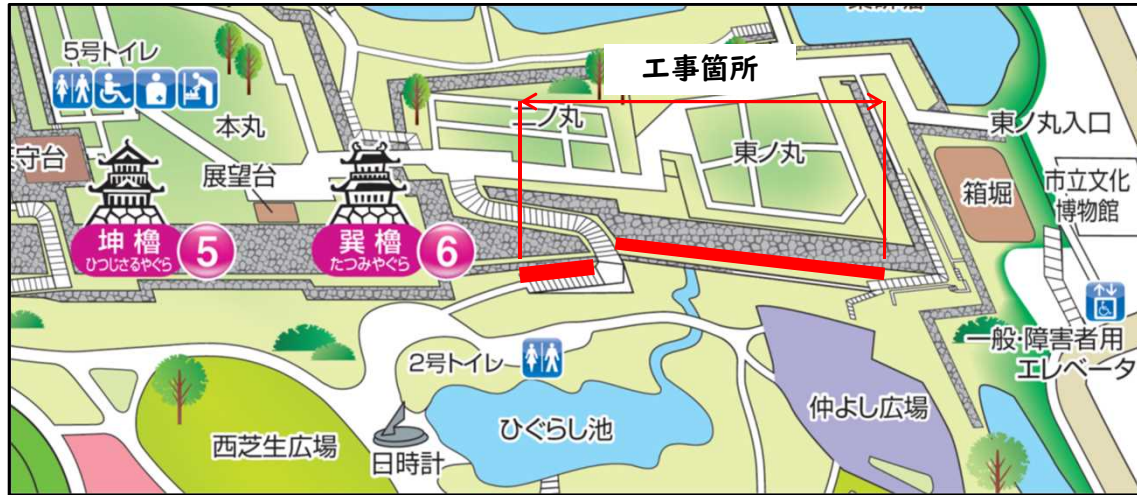 工事箇所
5号トイレ
本丸
二ノ丸
東ノ丸
東ノ丸入口
守台
展望台
箱堀
市立文化
博物館
坤櫓
ひつじさるやぐら
5
巽櫓
たつみやぐら
6
一般・障害者用
エレベータ
2号トイレ
ひぐらし池
仲よし広場
西芝生広場
日時計